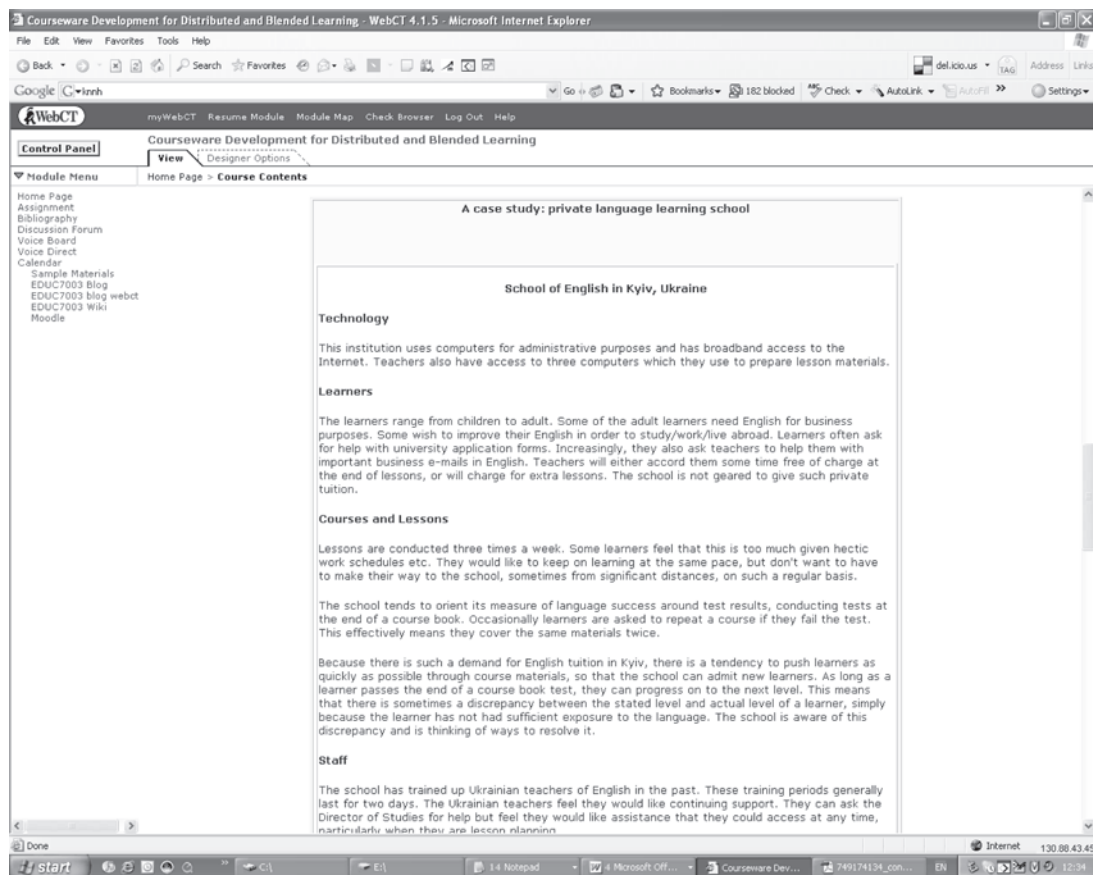 Courseware Development for Distributed and Blended Learning - WebCT 4.1.5 - Microsoft Internet Explorer
File Edit View Favorites Tools Help
Back Search Favorites del.icio.us TAG Address Links
Google knnh Go Bookmarks 182 blocked Check AutoLink AutoFill Settings
WebCT myWebCT Resume Module Module Map Check Browser Log Out Help
Control Panel
Courseware Development for Distributed and Blended Learning
View Designer Options
Module Menu
Home Page > Course Contents
Home Page
Assignment
Bibliography
Discussion Forum
Voice Board
Voice Direct
Calendar
Sample Materials
EDUC7003 Blog
EDUC7003 blog webct
EDUC7003 Wiki
Moodle
A case study: private language learning school
School of English in Kyiv, Ukraine
Technology
This institution uses computers for administrative purposes and has broadband access to the
Internet. Teachers also have access to three computers which they use to prepare lesson materials.
Learners
The learners range from children to adult. Some of the adult learners need English for business
purposes. Some wish to improve their English in order to study/work/live abroad. Learners often ask
for help with university application forms. Increasingly, they also ask teachers to help them with
important business e-mails in English. Teachers will either accord them some time free of charge at
the end of lessons, or will charge for extra lessons. The school is not geared to give such private
tuition.
Courses and Lessons
Lessons are conducted three times a week. Some learners feel that this is too much given hectic
work schedules etc. They would like to keep on learning at the same pace, but don't want to have
to make their way to the school, sometimes from significant distances, on such a regular basis.
The school tends to orient its measure of language success around test results, conducting tests at
the end of a course book. Occasionally learners are asked to repeat a course if they fail the test.
This effectively means they cover the same materials twice.
Because there is such a demand for English tuition in Kyiv, there is a tendency to push learners as
quickly as possible through course materials, so that the school can admit new learners. As long as a
learner passes the end of a course book test, they can progress on to the next level. This means
that there is sometimes a discrepancy between the stated level and actual level of a learner, simply
because the learner has not had sufficient exposure to the language. The school is aware of this
discrepancy and is thinking of ways to resolve it.
Staff
The school has trained up Ukrainian teachers of English in the past. These training periods generally
last for two days. The Ukrainian teachers feel they would like continuing support. They can ask the
Director of Studies for help but feel they would like assistance that they could access at any time,
particularly when they are lesson planning
Done Internet 130.88.43.45
start C:\ E:\ 14 Notepad 4 Microsoft Off... Courseware Dev... 749174134_con... EN 12:34